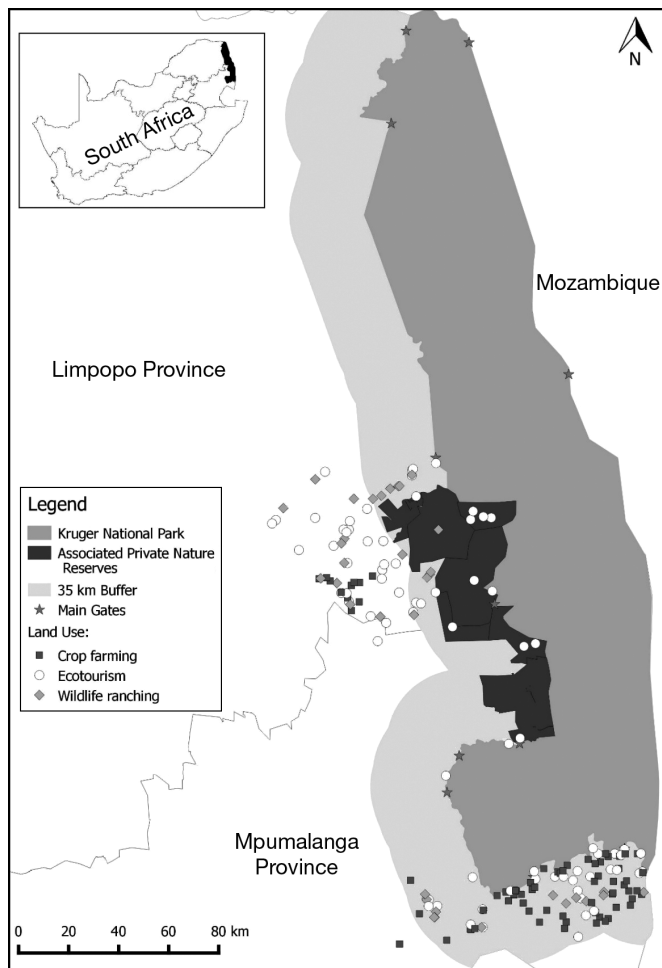 South Africa
N
Mozambique
Limpopo Province
Legend
Kruger National Park
Associated Private Nature
Reserves
35 km Buffer
Main Gates
Land Use:
Crop farming
Ecotourism
Wildlife ranching
Mpumalanga
Province
0 20 40 60 80 km